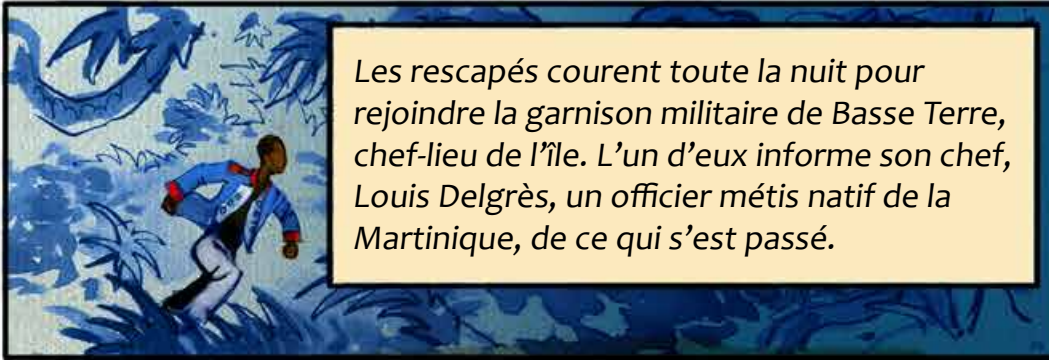 Les rescapés courent toute la nuit pour
rejoindre la garnison militaire de Basse Terre,
chef-lieu de l’île. L’un d’eux informe son chef,
Louis Delgrès, un officier métis natif de la
Martinique, de ce qui s’est passé.